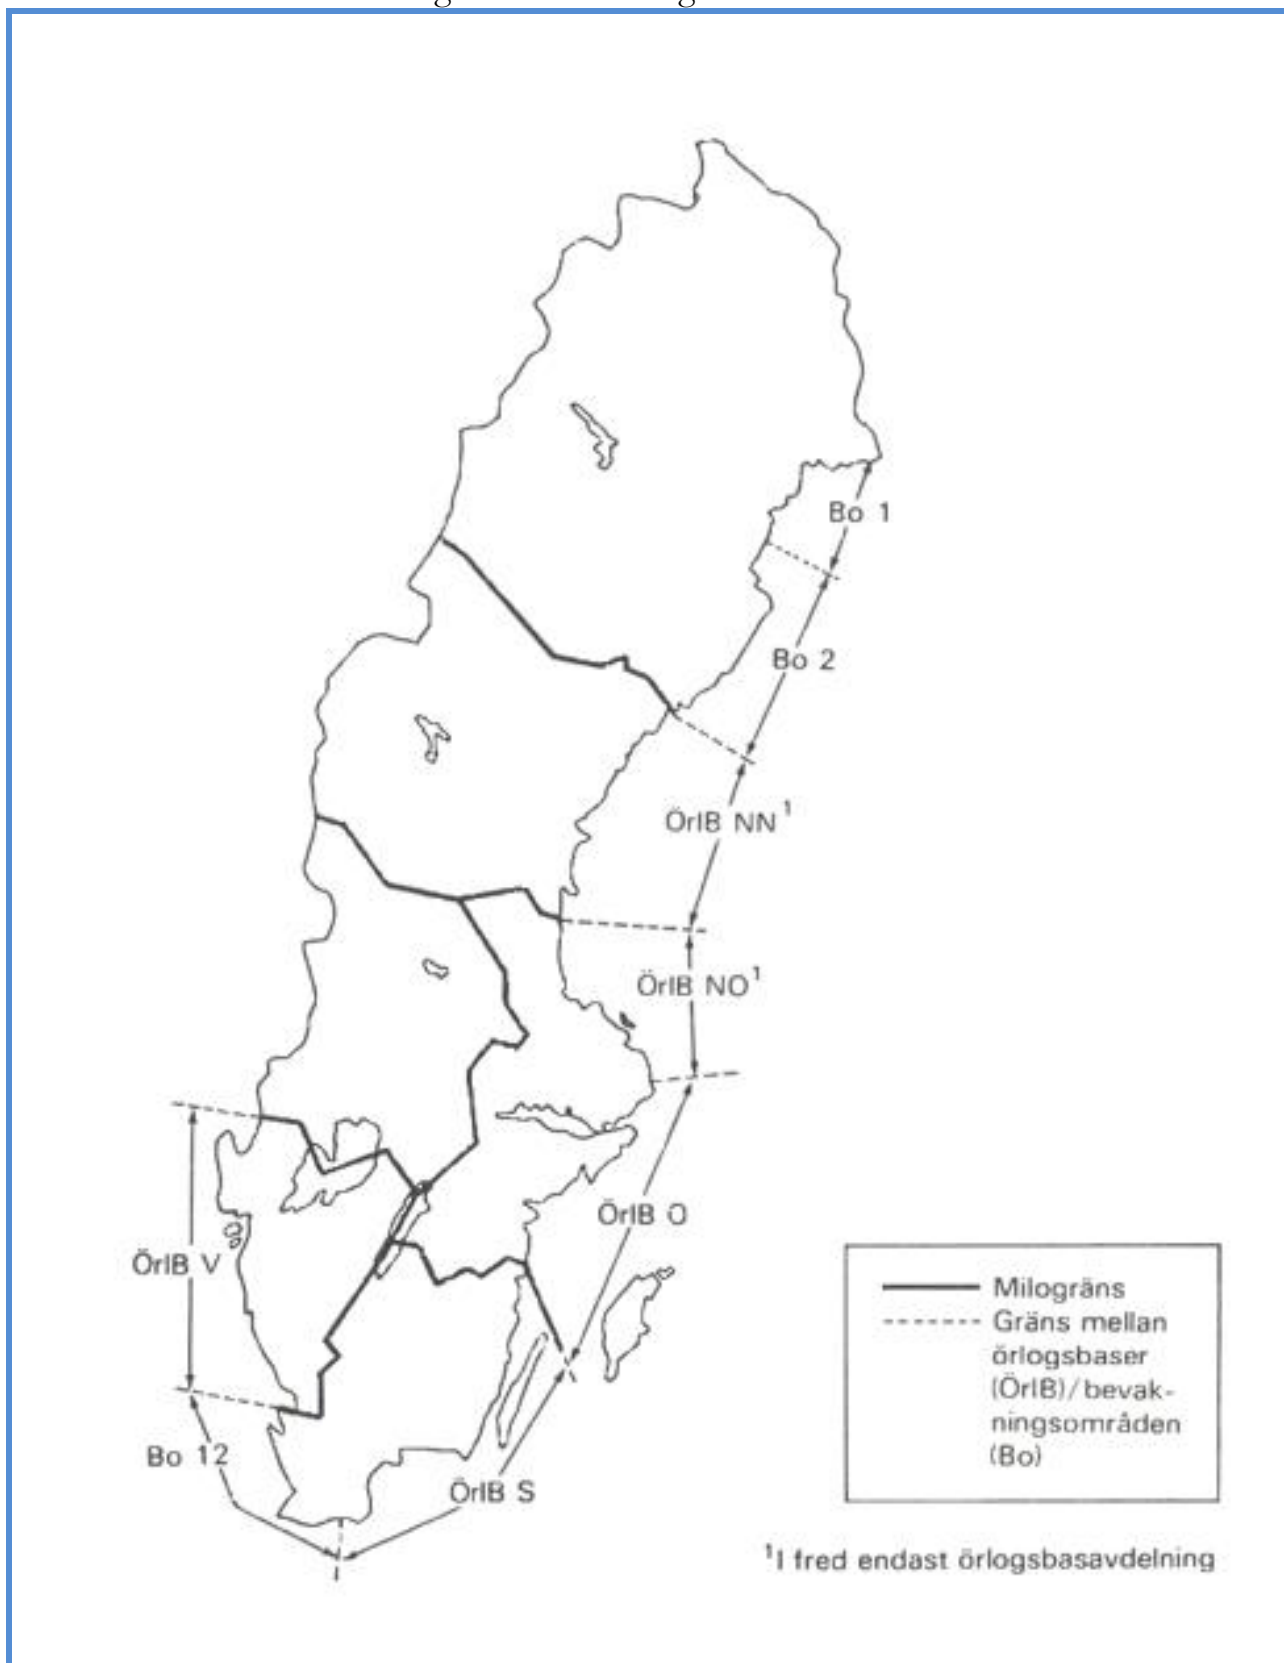 Bo 1
Bo 2
ÖrlB NN¹
ÖrlB NO¹
ÖrlB O
ÖrlB V
Bo 12
ÖrlB S
Milogräns
Gräns mellan
örlogsbaser
(ÖrlB)/bevak-
ningsområden
(Bo)
¹I fred endast örlogsbasavdelning